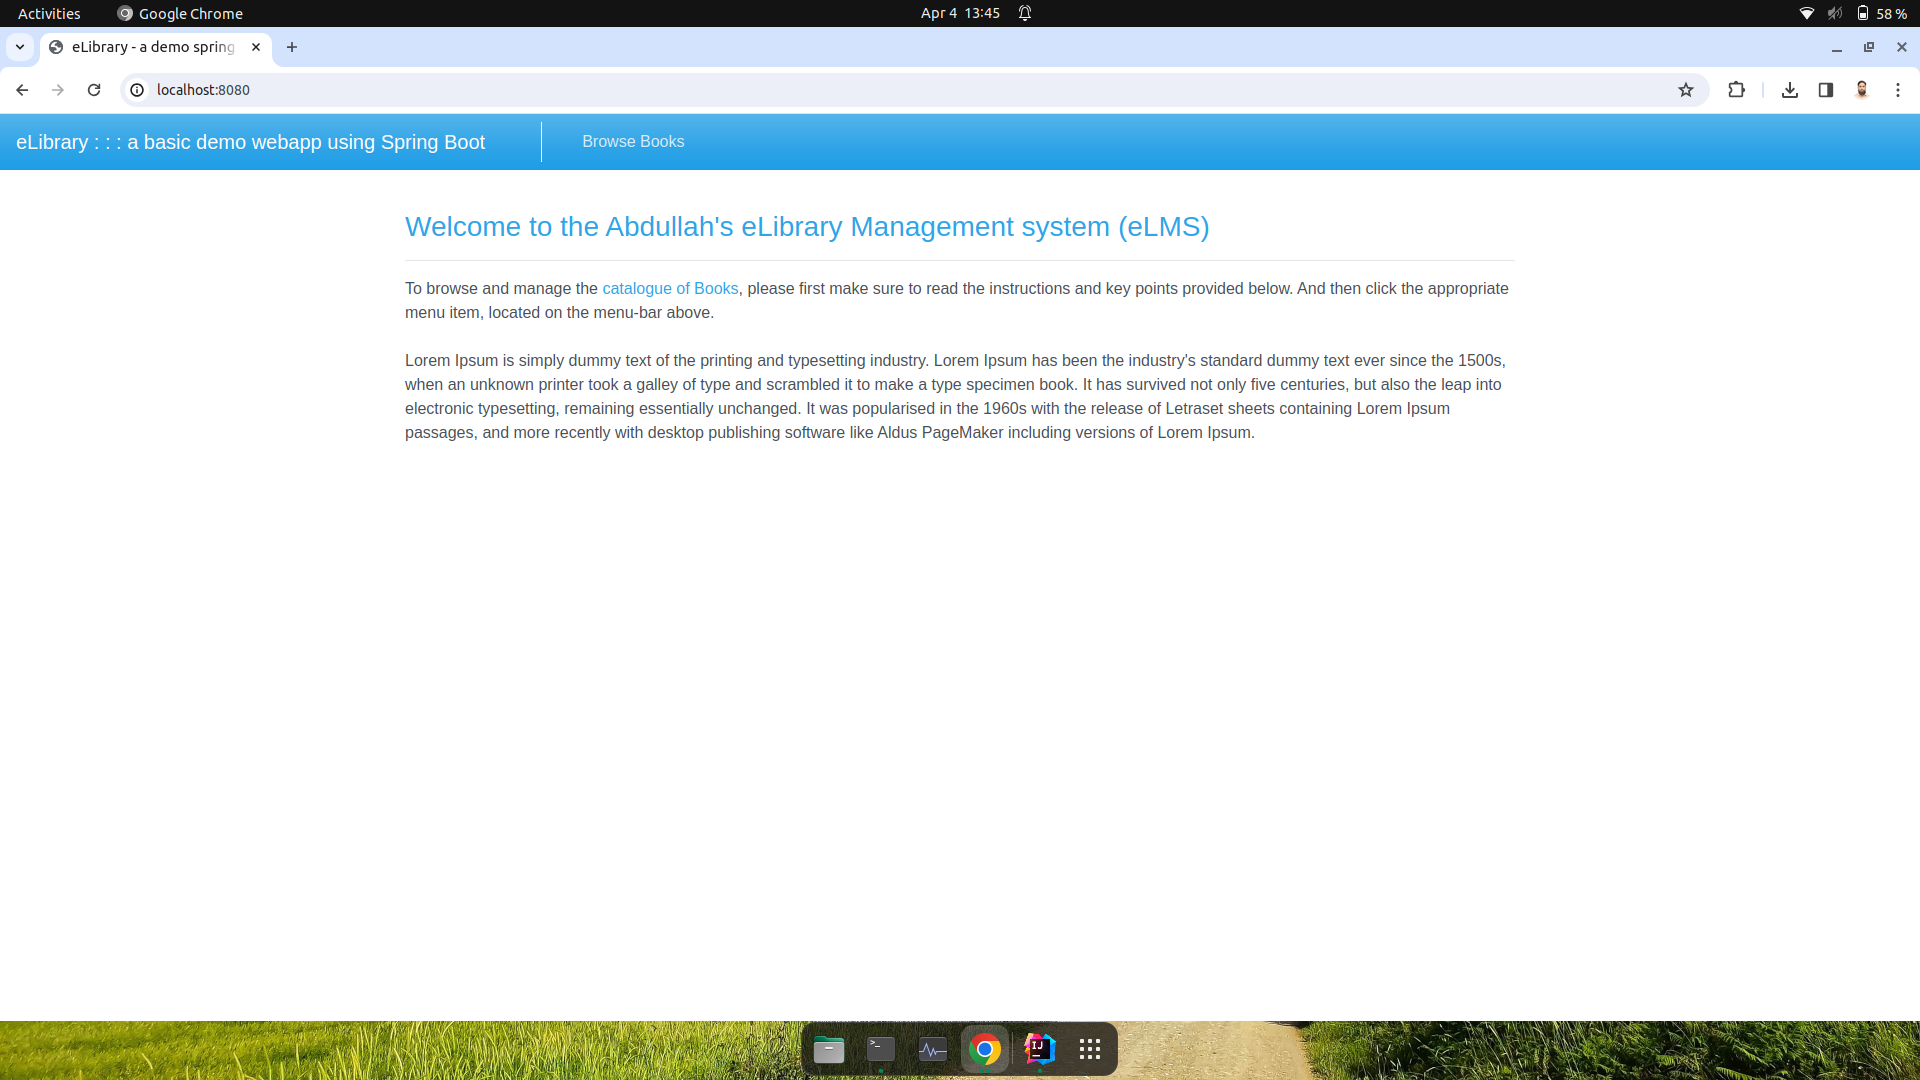 Activities
Google Chrome
Apr 4 13:45
58 %
eLibrary - a demo spring
localhost:8080
eLibrary : : : a basic demo webapp using Spring Boot
Browse Books
Welcome to the Abdullah's eLibrary Management system (eLMS)
To browse and manage the catalogue of Books, please first make sure to read the instructions and key points provided below. And then click the appropriate
menu item, located on the menu-bar above.
Lorem Ipsum is simply dummy text of the printing and typesetting industry. Lorem Ipsum has been the industry's standard dummy text ever since the 1500s,
when an unknown printer took a galley of type and scrambled it to make a type specimen book. It has survived not only five centuries, but also the leap into
electronic typesetting, remaining essentially unchanged. It was popularised in the 1960s with the release of Letraset sheets containing Lorem Ipsum
passages, and more recently with desktop publishing software like Aldus PageMaker including versions of Lorem Ipsum.
>_
IJ